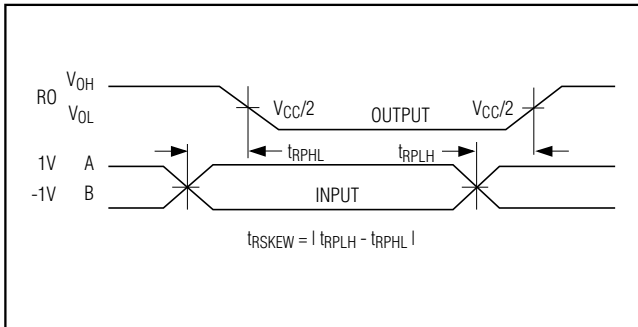 V_OH
RO
V_OL
V_CC/2 OUTPUT V_CC/2
t_RPHL t_RPLH
1V A
-1V B
INPUT
t_RSKEW = | t_RPLH - t_RPHL |